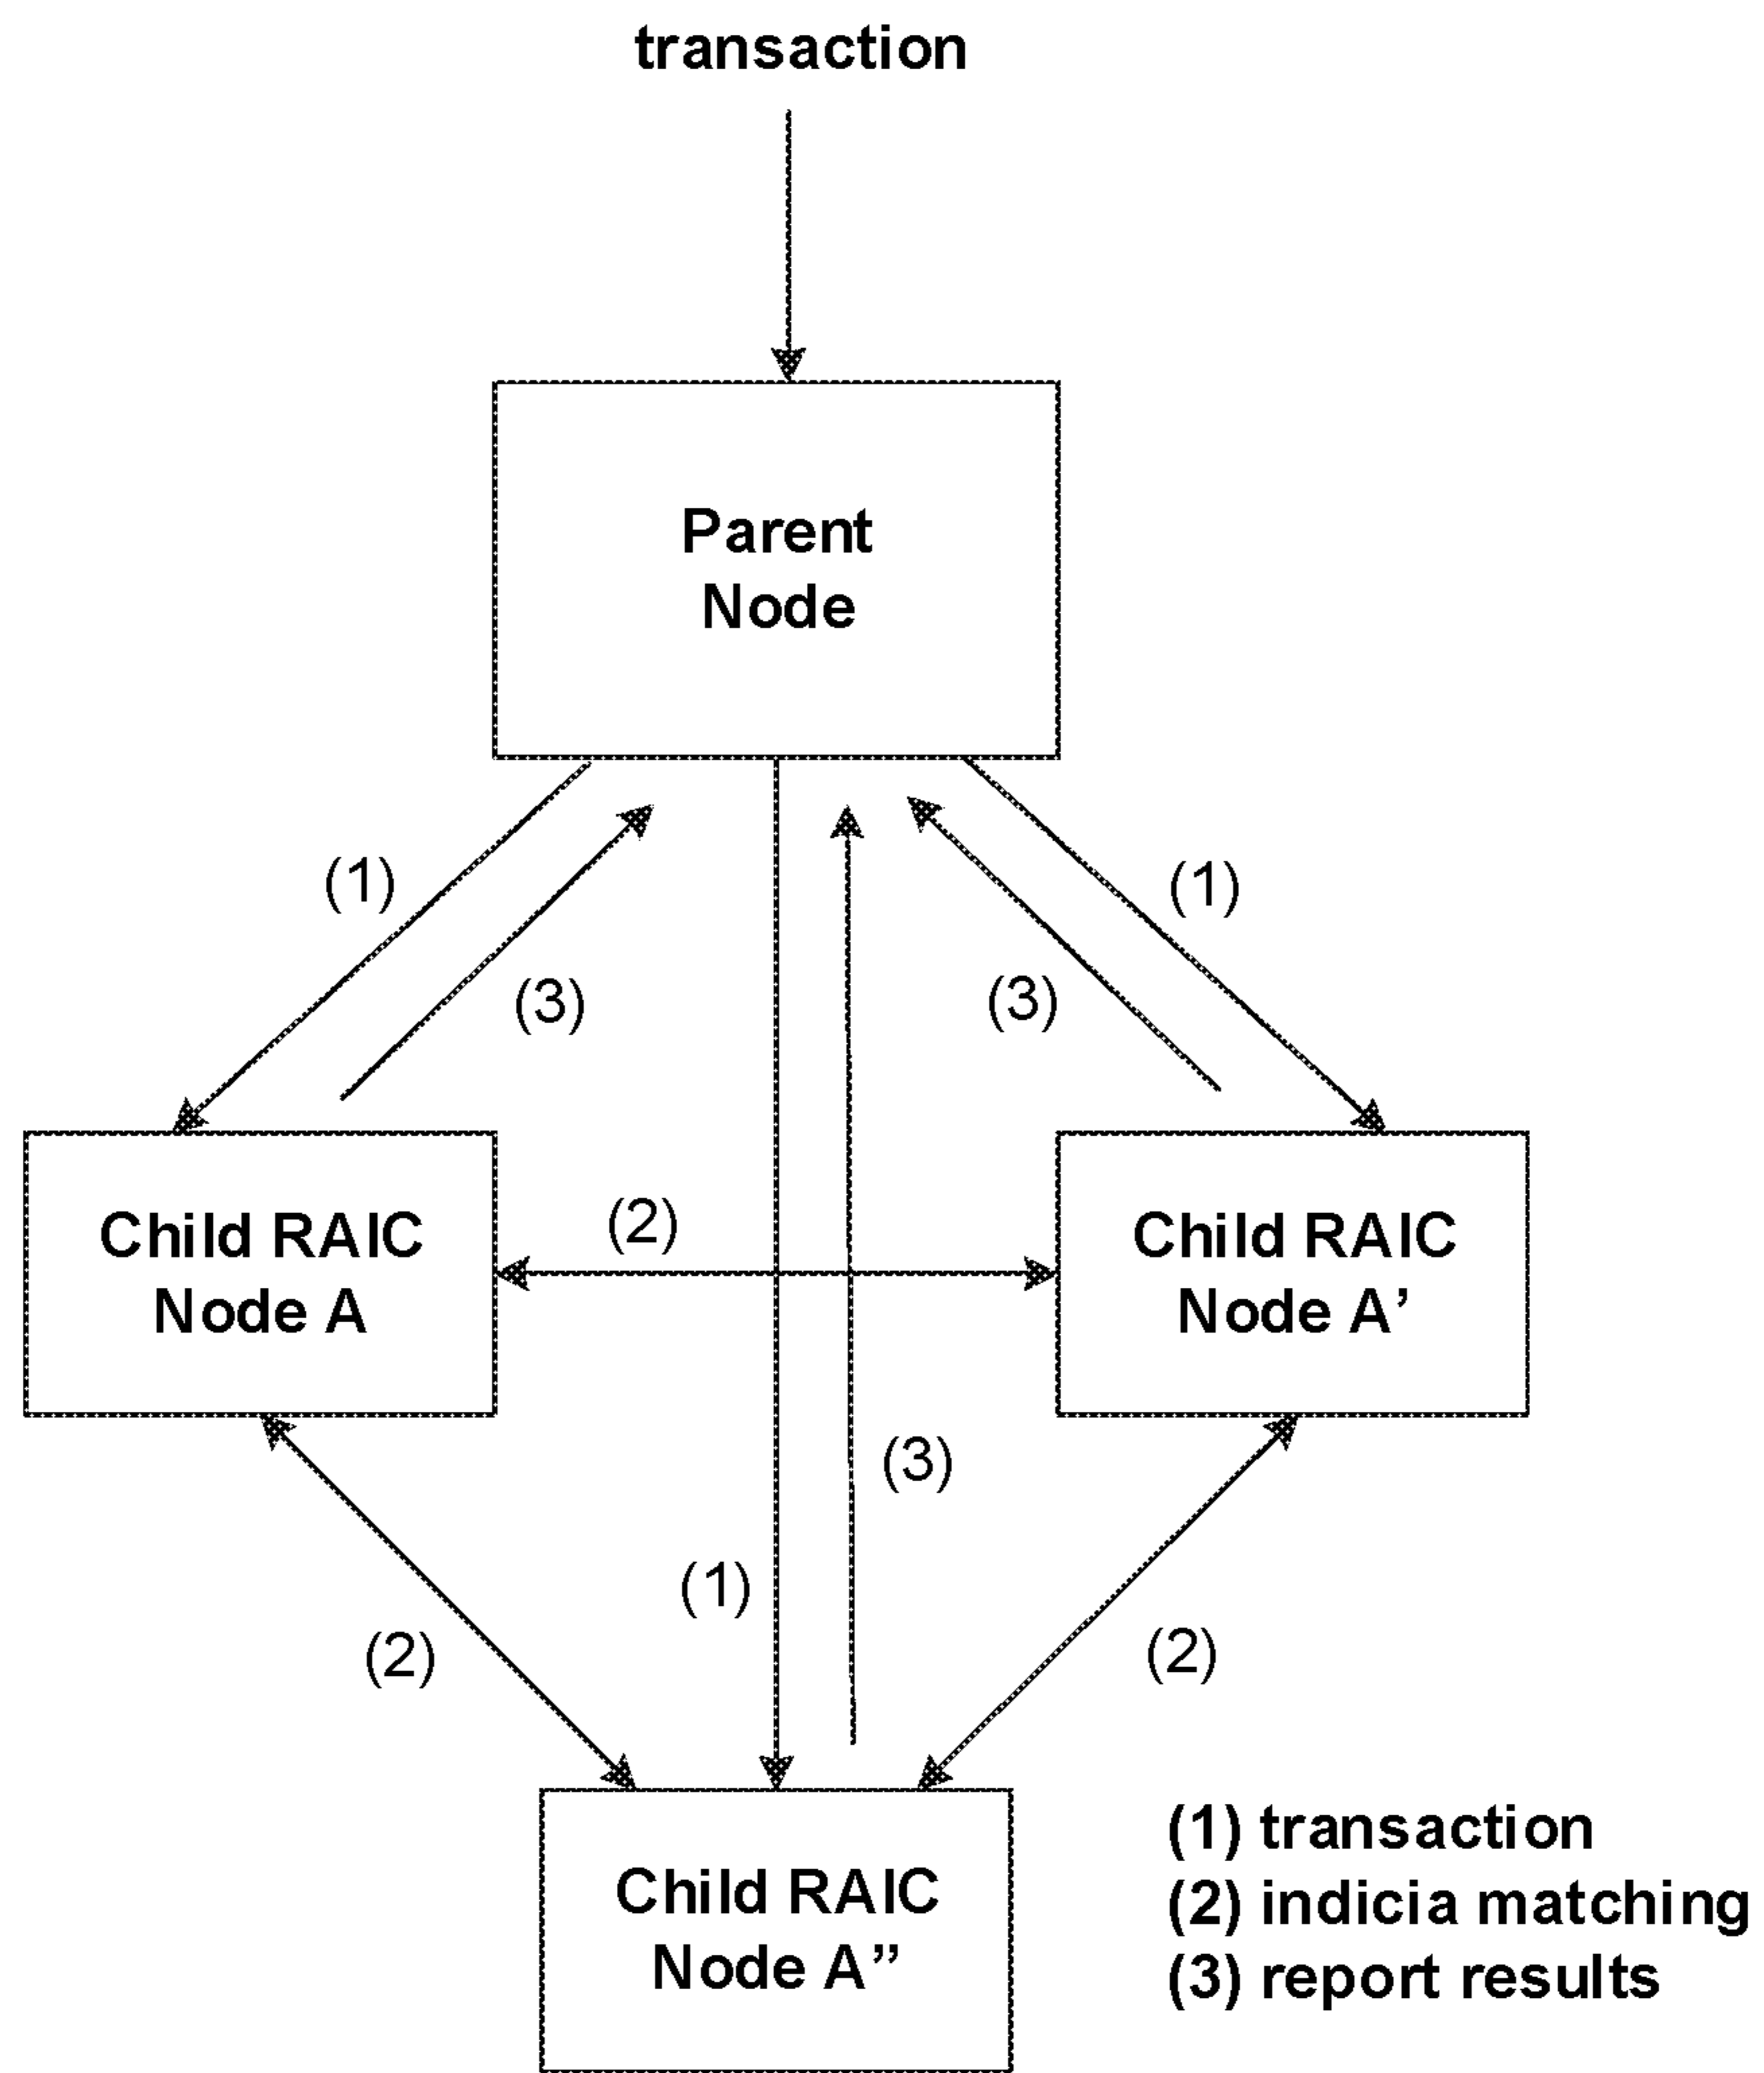 transaction
Parent
Node
(1)
(1)
(3)
(3)
Child RAIC
Node A
(2)
Child RAIC
Node A’
(3)
(1)
(2)
(2)
Child RAIC
Node A”
(1) transaction
(2) indicia matching
(3) report results